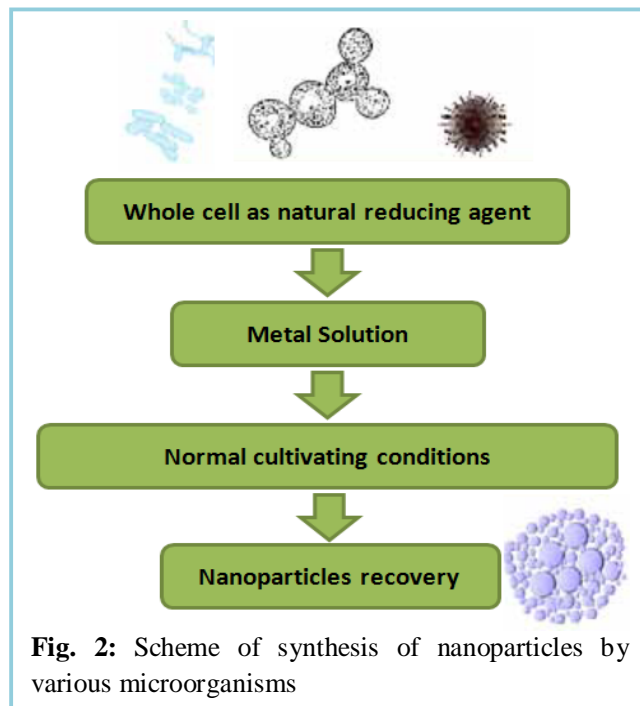 Whole cell as natural reducing agent
Metal Solution
Normal cultivating conditions
Nanoparticles recovery
Fig. 2: Scheme of synthesis of nanoparticles by
various microorganisms